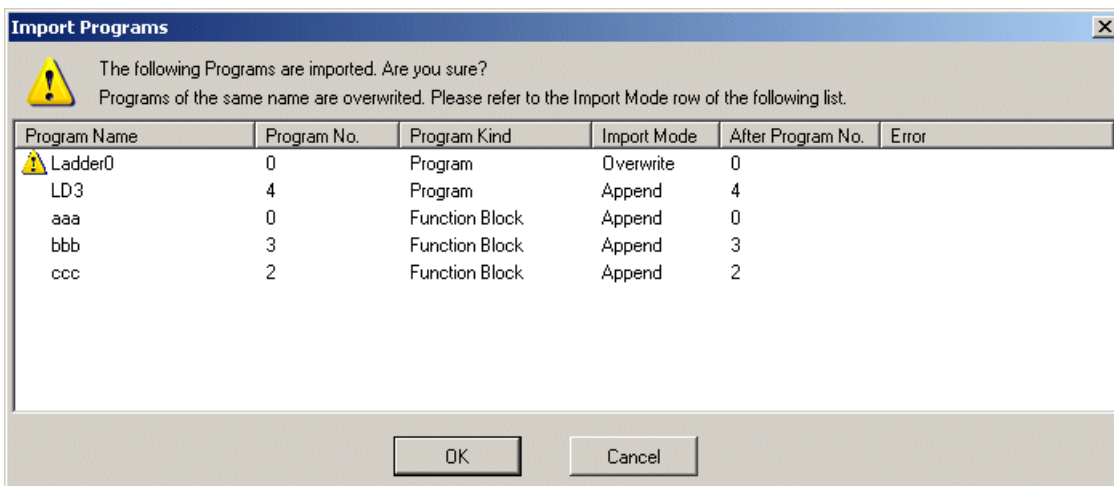 Import Programs
The following Programs are imported. Are you sure?
Programs of the same name are overwrited. Please refer to the Import Mode row of the following list.
Program Name Program No. Program Kind Import Mode After Program No. Error
Ladder0 0 Program Overwrite 0
LD3 4 Program Append 4
aaa 0 Function Block Append 0
bbb 3 Function Block Append 3
ccc 2 Function Block Append 2
OK Cancel